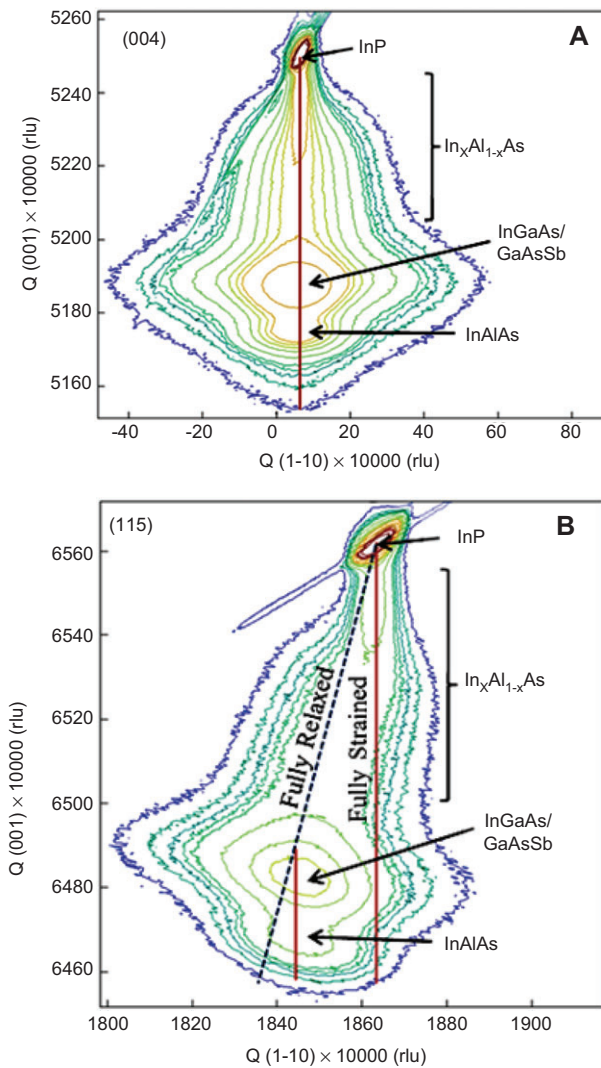 (004)
A
5260
5240
5220
5200
5180
5160
Q (001) × 10000 (rlu)
InP
InXAl1-xAs
InGaAs/
GaAsSb
InAlAs
-40 -20 0 20 40 60 80
Q (1-10) × 10000 (rlu)
(115)
B
6560
6540
6520
6500
6480
6460
Q (001) × 10000 (rlu)
InP
InXAl1-xAs
Fully Relaxed
Fully Strained
InGaAs/
GaAsSb
InAlAs
1800 1820 1840 1860 1880 1900
Q (1-10) × 10000 (rlu)